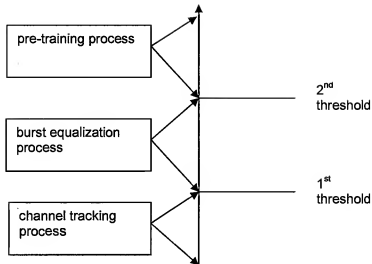 pre-training process
2nd
threshold
burst equalization
process
1st
threshold
channel tracking
process